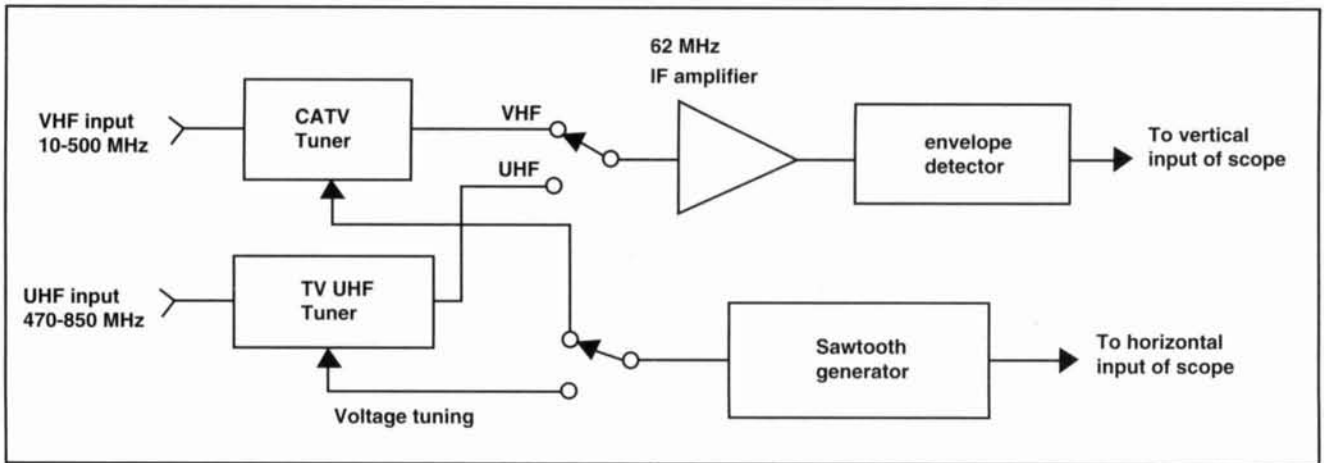 62 MHz
IF amplifier
VHF input
10-500 MHz
CATV
Tuner
VHF
UHF
envelope
detector
To vertical
input of scope
UHF input
470-850 MHz
TV UHF
Tuner
Voltage tuning
Sawtooth
generator
To horizontal
input of scope